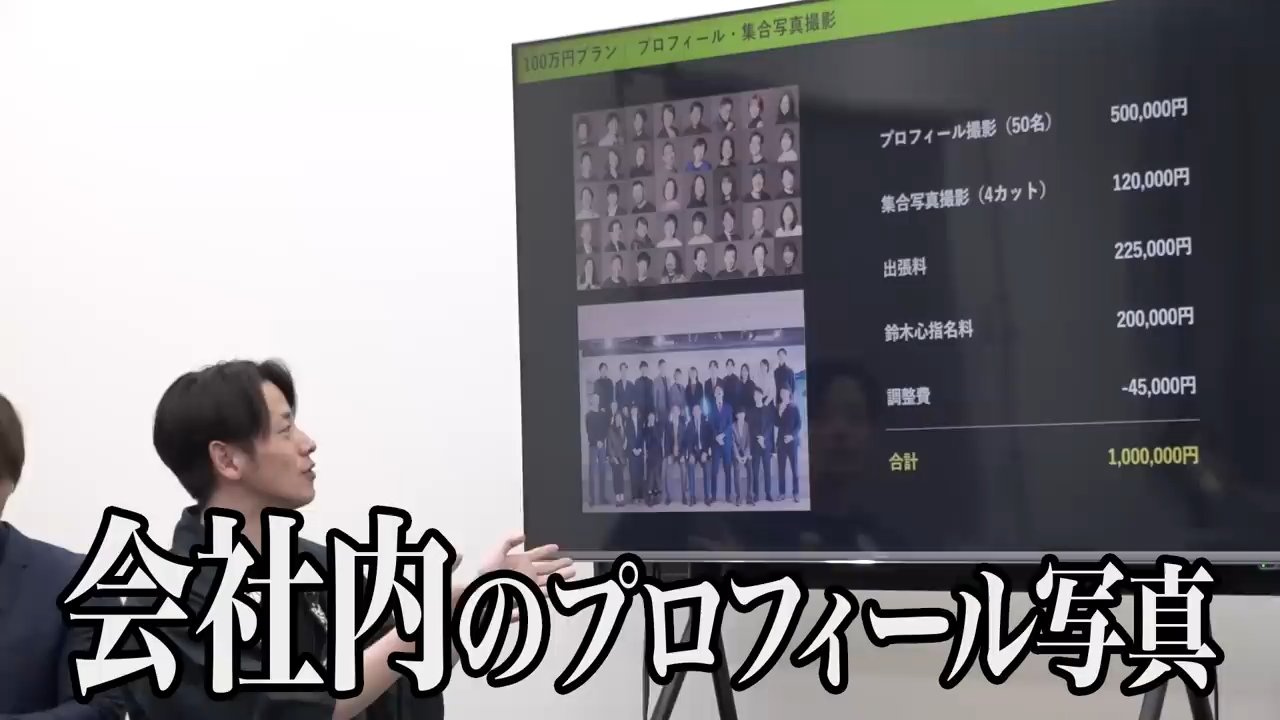 100万円プラン｜プロフィール・集合写真撮影
プロフィール撮影（50名） 500,000円
集合写真撮影（4カット） 120,000円
出張料 225,000円
鈴木心指名料 200,000円
調整費 -45,000円
合計 1,000,000円
会社内のプロフィール写真